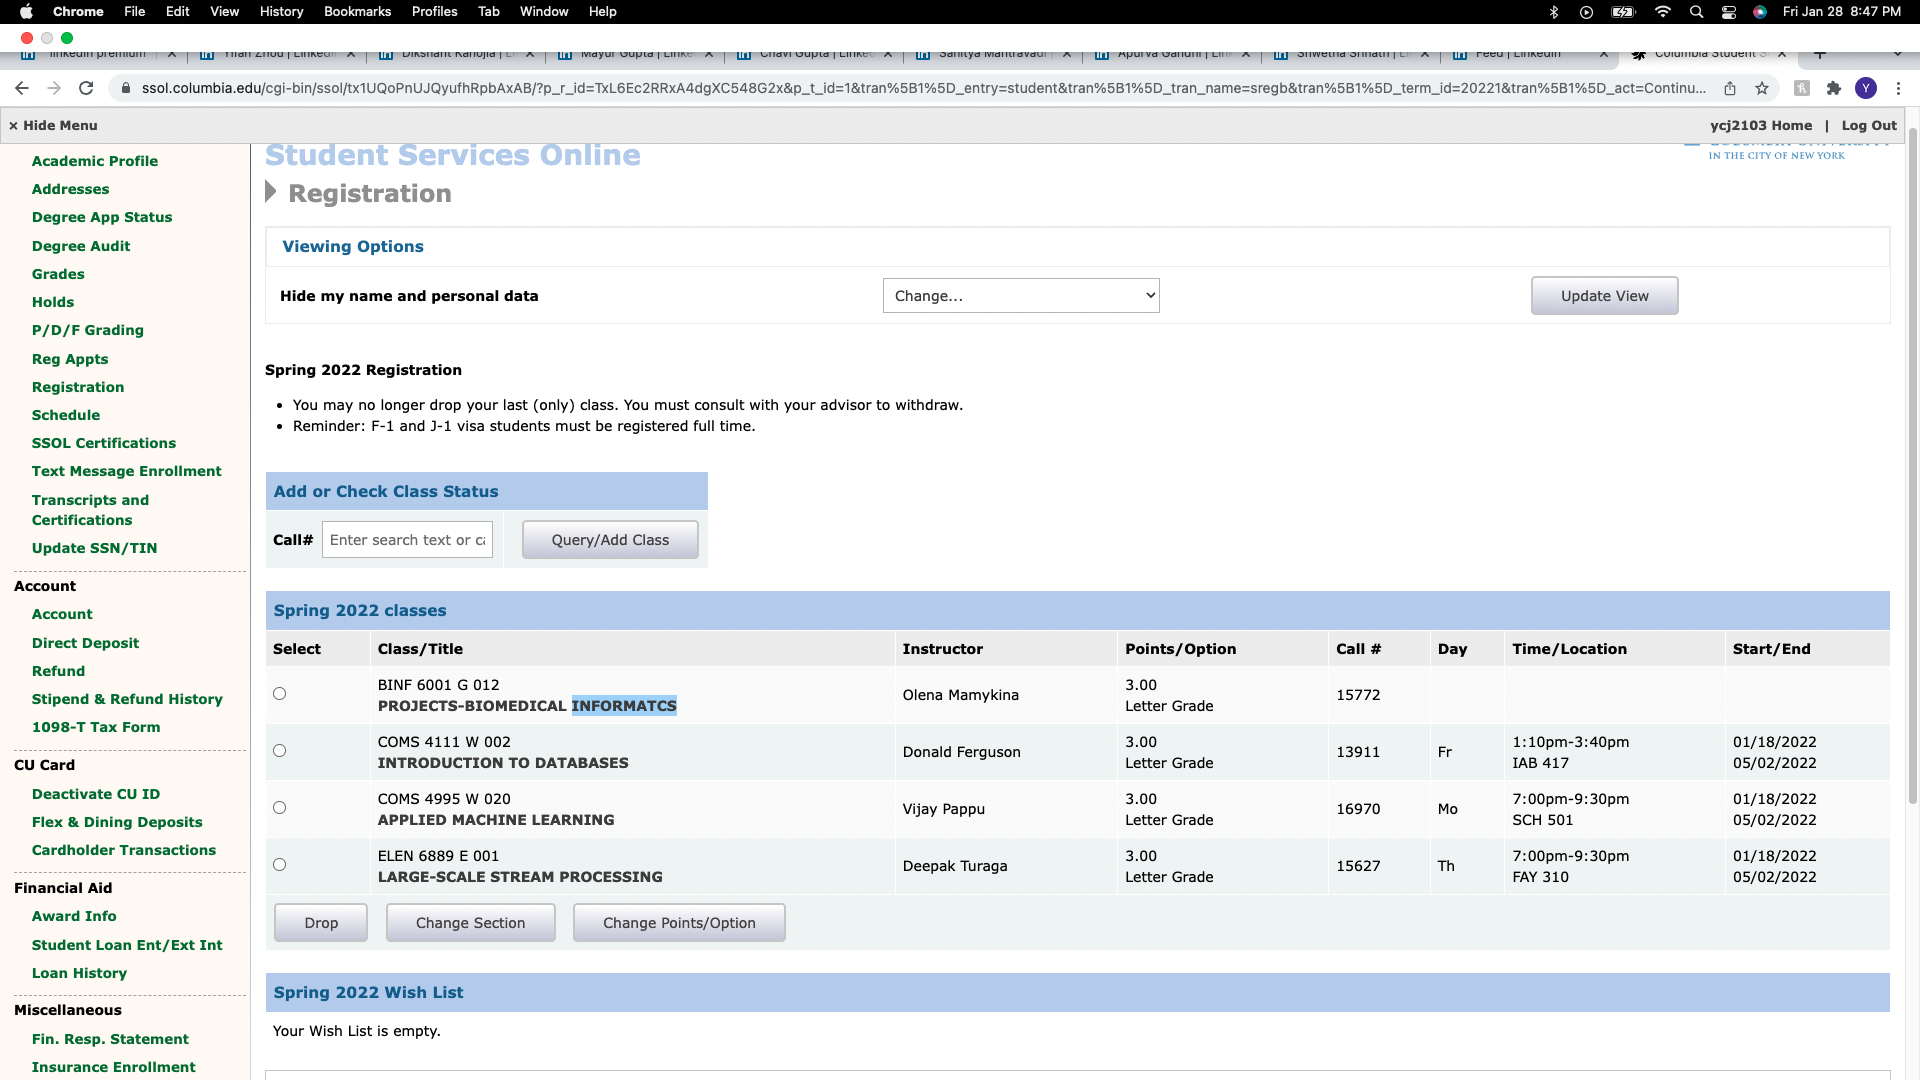 Chrome File Edit View History Bookmarks Profiles Tab Window Help Fri Jan 28 8:47 PM
linkedin premium Yifan Zhou | Linked Dikshant Kanojia | L Mayur Gupta | Linke Chavi Gupta | Linke Sahitya Mantravadi Apurva Gandhi | Lin Shwetha Srinath | L Feed | LinkedIn Columbia Student S
ssol.columbia.edu/cgi-bin/ssol/tx1UQoPnUJQyufhRpbAxAB/?p_r_id=TxL6Ec2RRxA4dgXC548G2x&p_t_id=1&tran%5B1%5D_entry=student&tran%5B1%5D_tran_name=sregb&tran%5B1%5D_term_id=20221&tran%5B1%5D_act=Continu... Y
× Hide Menu ycj2103 Home | Log Out
Student Services Online
IN THE CITY OF NEW YORK
Registration
Academic Profile
Addresses
Degree App Status
Degree Audit
Grades
Holds
P/D/F Grading
Reg Appts
Registration
Schedule
SSOL Certifications
Text Message Enrollment
Transcripts and
Certifications
Update SSN/TIN
Account
Account
Direct Deposit
Refund
Stipend & Refund History
1098-T Tax Form
CU Card
Deactivate CU ID
Flex & Dining Deposits
Cardholder Transactions
Financial Aid
Award Info
Student Loan Ent/Ext Int
Loan History
Miscellaneous
Fin. Resp. Statement
Insurance Enrollment
Viewing Options
Hide my name and personal data Change... Update View
Spring 2022 Registration
• You may no longer drop your last (only) class. You must consult with your advisor to withdraw.
• Reminder: F-1 and J-1 visa students must be registered full time.
Add or Check Class Status
Call# Enter search text or ca Query/Add Class
Spring 2022 classes
Select Class/Title Instructor Points/Option Call # Day Time/Location Start/End
BINF 6001 G 012
PROJECTS-BIOMEDICAL INFORMATCS
Olena Mamykina
3.00
Letter Grade
15772
COMS 4111 W 002
INTRODUCTION TO DATABASES
Donald Ferguson
3.00
Letter Grade
13911
Fr
1:10pm-3:40pm
IAB 417
01/18/2022
05/02/2022
COMS 4995 W 020
APPLIED MACHINE LEARNING
Vijay Pappu
3.00
Letter Grade
16970
Mo
7:00pm-9:30pm
SCH 501
01/18/2022
05/02/2022
ELEN 6889 E 001
LARGE-SCALE STREAM PROCESSING
Deepak Turaga
3.00
Letter Grade
15627
Th
7:00pm-9:30pm
FAY 310
01/18/2022
05/02/2022
Drop Change Section Change Points/Option
Spring 2022 Wish List
Your Wish List is empty.